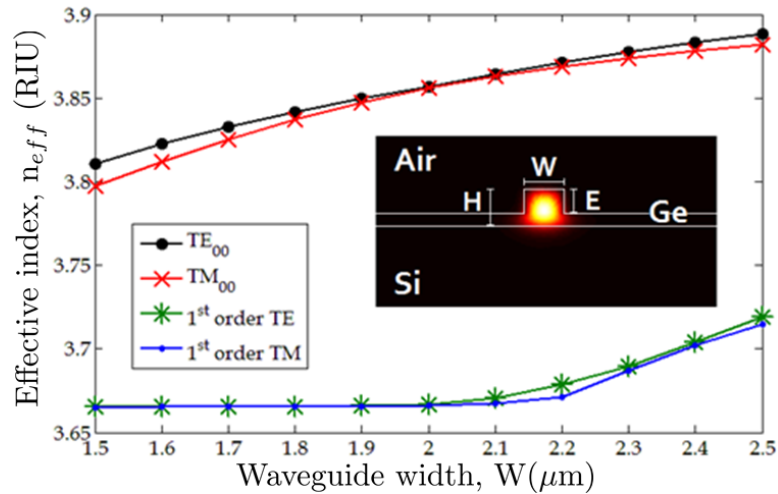 Effective index, n_eff (RIU)
3.9
3.85
3.8
3.75
3.7
3.65
Air
W
H
E
Ge
Si
TE₀₀
TM₀₀
1ˢᵗ order TE
1ˢᵗ order TM
1.5 1.6 1.7 1.8 1.9 2 2.1 2.2 2.3 2.4 2.5
Waveguide width, W(μm)